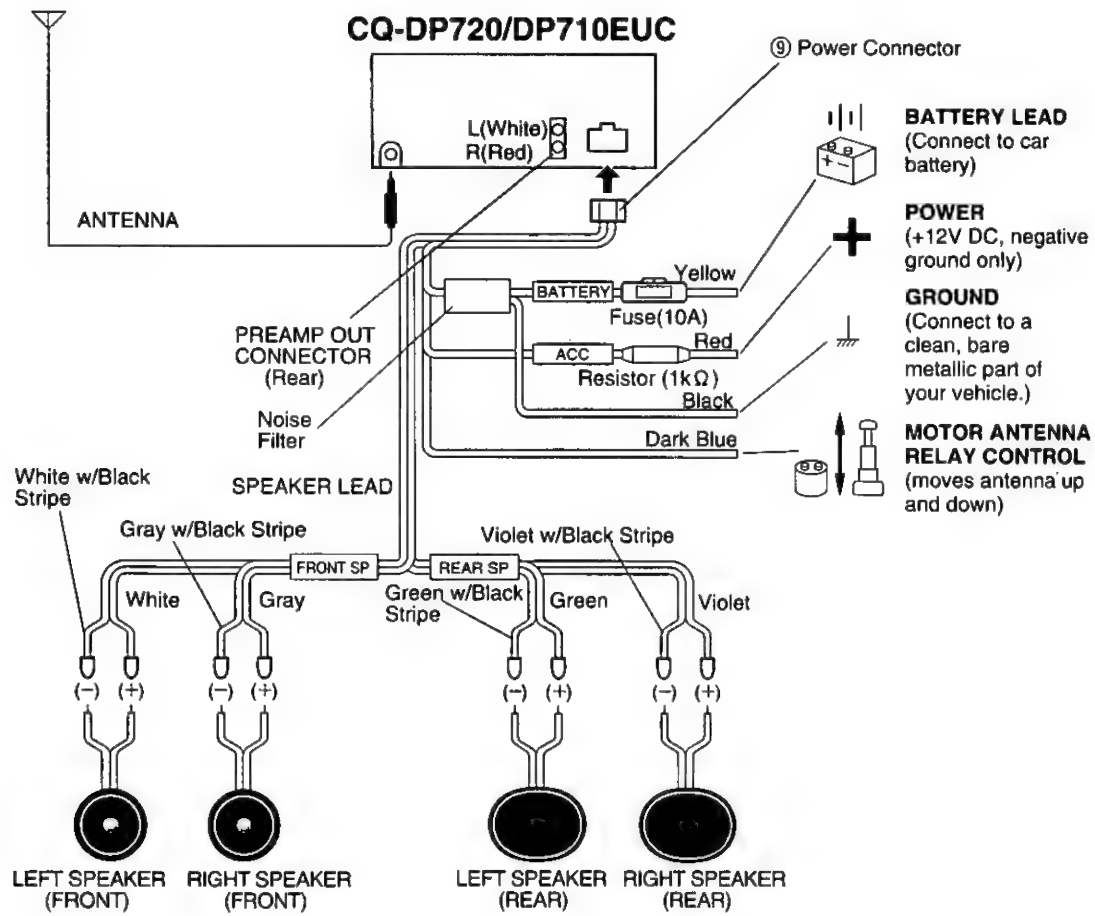 CQ-DP720/DP710EUC
⑨ Power Connector
L(White)
R(Red)
ANTENNA
BATTERY LEAD
(Connect to car
battery)
POWER
(+12V DC, negative
ground only)
GROUND
(Connect to a
clean, bare
metallic part of
your vehicle.)
MOTOR ANTENNA
RELAY CONTROL
(moves antenna up
and down)
Yellow
BATTERY
Fuse(10A)
Red
ACC
Resistor (1kΩ)
Black
Dark Blue
PREAMP OUT
CONNECTOR
(Rear)
Noise
Filter
SPEAKER LEAD
White w/Black
Stripe
Gray w/Black Stripe
Violet w/Black Stripe
FRONT SP
REAR SP
White
Gray
Green w/Black
Stripe
Green
Violet
(−) (+) (−) (+) (−) (+) (−) (+)
+ −
LEFT SPEAKER
(FRONT)
RIGHT SPEAKER
(FRONT)
LEFT SPEAKER
(REAR)
RIGHT SPEAKER
(REAR)